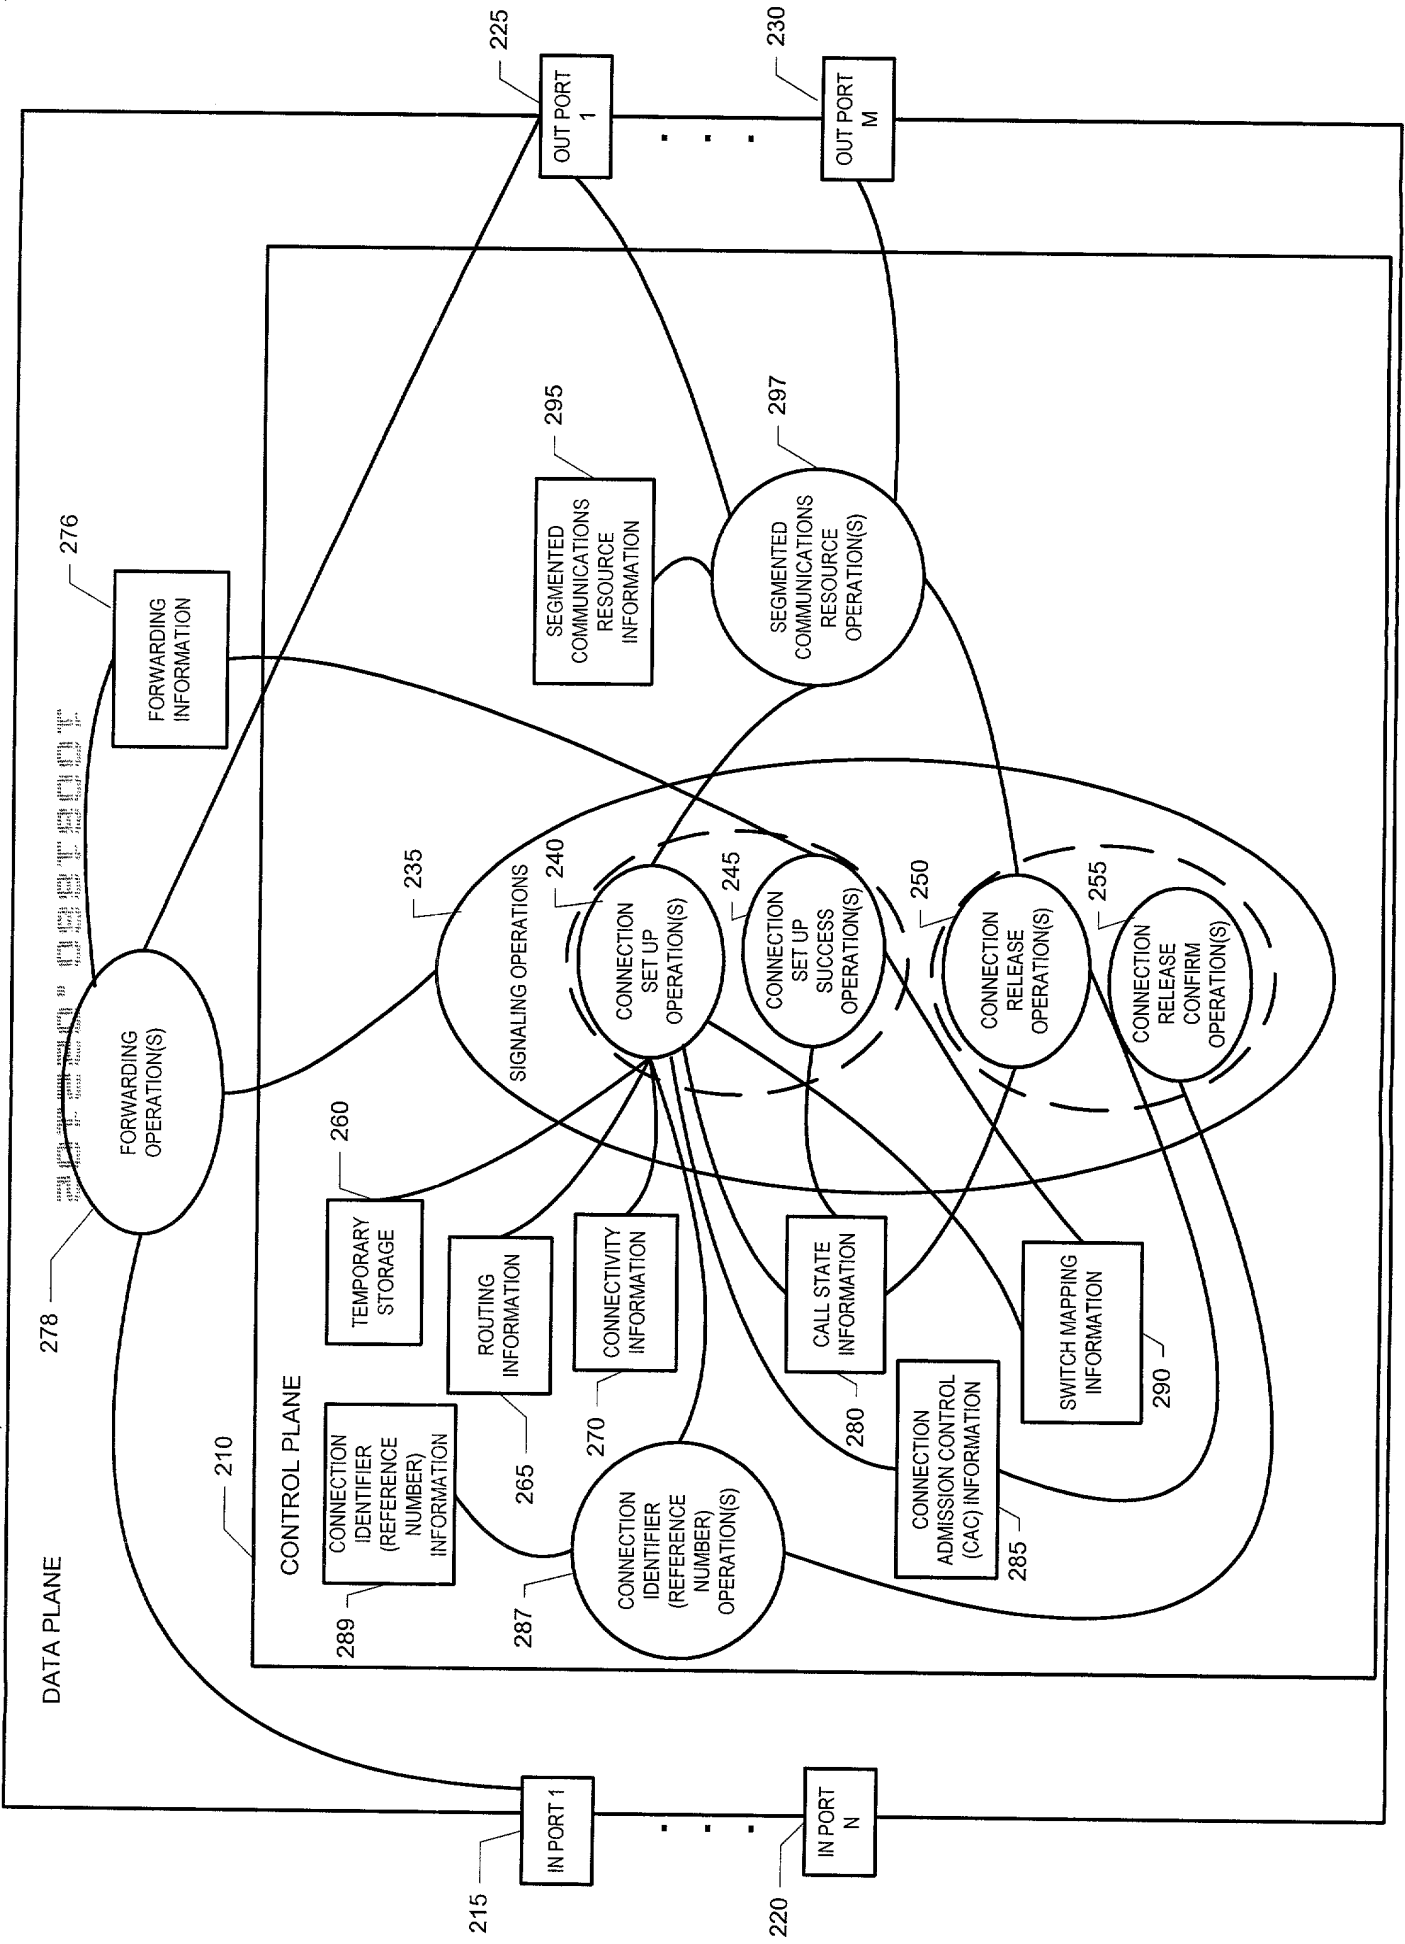 DATA PLANE
278
FORWARDING
OPERATION(S)
276
FORWARDING
INFORMATION
210
CONTROL PLANE
289
CONNECTION
IDENTIFIER
(REFERENCE
NUMBER)
INFORMATION
260
TEMPORARY
STORAGE
265
ROUTING
INFORMATION
270
CONNECTIVITY
INFORMATION
287
CONNECTION
IDENTIFIER
(REFERENCE
NUMBER)
OPERATION(S)
280
CALL STATE
INFORMATION
285
CONNECTION
ADMISSION CONTROL
(CAC) INFORMATION
290
SWITCH MAPPING
INFORMATION
235
SIGNALING OPERATIONS
240
CONNECTION
SET UP
OPERATION(S)
245
CONNECTION
SET UP
SUCCESS
OPERATION(S)
250
CONNECTION
RELEASE
OPERATION(S)
255
CONNECTION
RELEASE
CONFIRM
OPERATION(S)
295
SEGMENTED
COMMUNICATIONS
RESOURCE
INFORMATION
297
SEGMENTED
COMMUNICATIONS
RESOURCE
OPERATION(S)
215
IN PORT 1
. . .
220
IN PORT
N
225
OUT PORT
1
. . .
230
OUT PORT
M